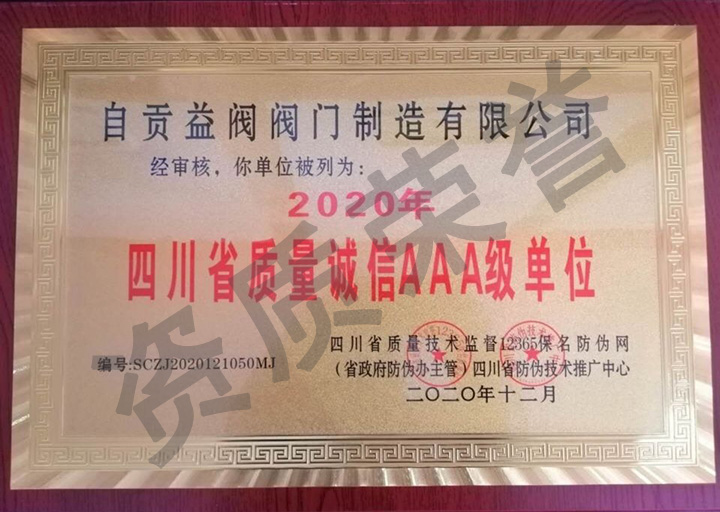 自贡益阀阀门制造有限公司
经审核，你单位被列为：
2020年
四川省质量诚信AAA级单位
编号:SCZJ2020121050MJ
四川省质量技术监督12365保名防伪网
（省政府防伪办主管）四川省防伪技术推广中心
二〇二〇年十二月
资质荣誉